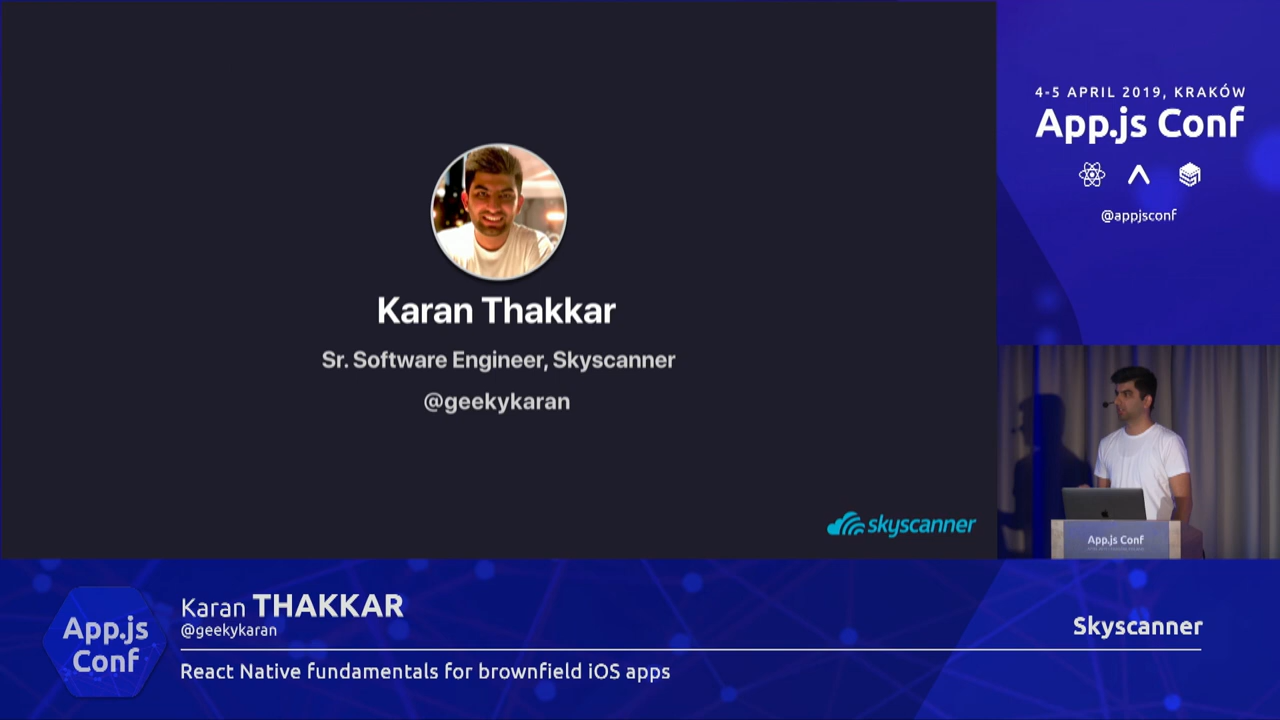 Karan Thakkar
Sr. Software Engineer, Skyscanner
@geekykaran
skyscanner
4-5 APRIL 2019, KRAKÓW
App.js Conf
@appjsconf
App.js Conf
App.js
Conf
Karan THAKKAR
@geekykaran
Skyscanner
React Native fundamentals for brownfield iOS apps